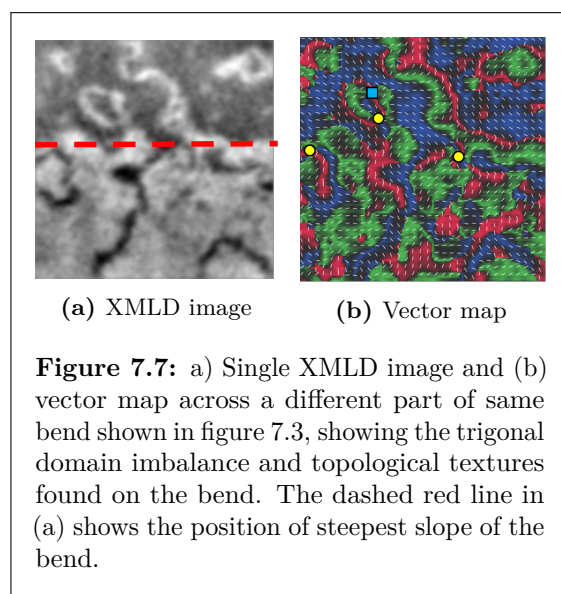 (a) XMLD image
(b) Vector map
Figure 7.7: a) Single XMLD image and (b)
vector map across a different part of same
bend shown in figure 7.3, showing the trigonal
domain imbalance and topological textures
found on the bend. The dashed red line in
(a) shows the position of steepest slope of the
bend.